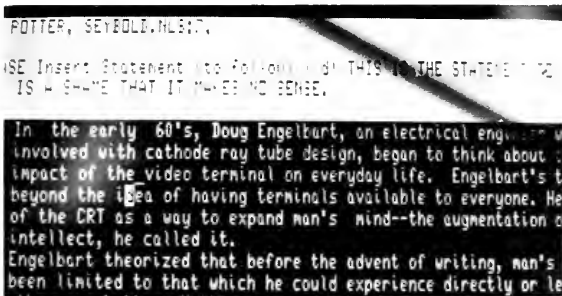 POTTER, SEYBOLD.NLS;7,
Insert Statement (to follow) THIS IS THE
IS A SHAME THAT IT MAKES NO SENSE.
In the early 60's, Doug Engelbart, an electrical
involved with cathode ray tube design, began to think about
impact of the video terminal on everyday life. Engelbart's
beyond the isea of having terminals available to everyone. He
of the CRT as a way to expand man's mind--the augmentation
intellect, he called it.
Engelbart theorized that before the advent of writing, man's
been limited to that which he could experience directly or